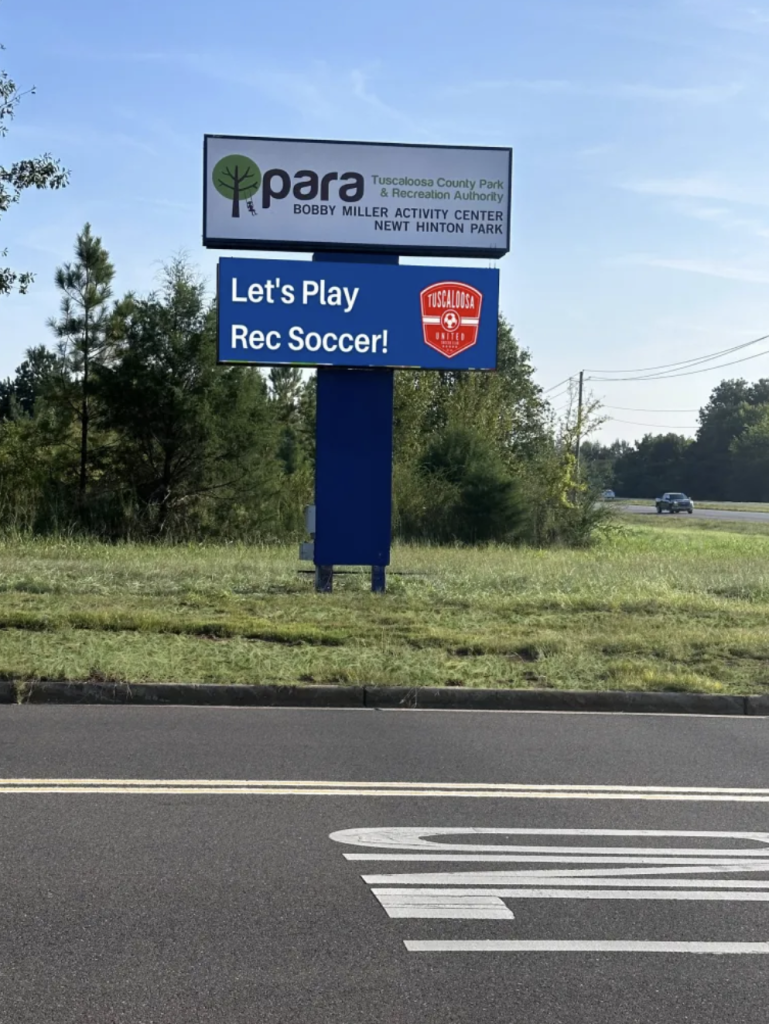 para
Tuscaloosa County Park
& Recreation Authority
BOBBY MILLER ACTIVITY CENTER
NEWT HINTON PARK
Let's Play
Rec Soccer!
TUSCALOOSA
UNITED